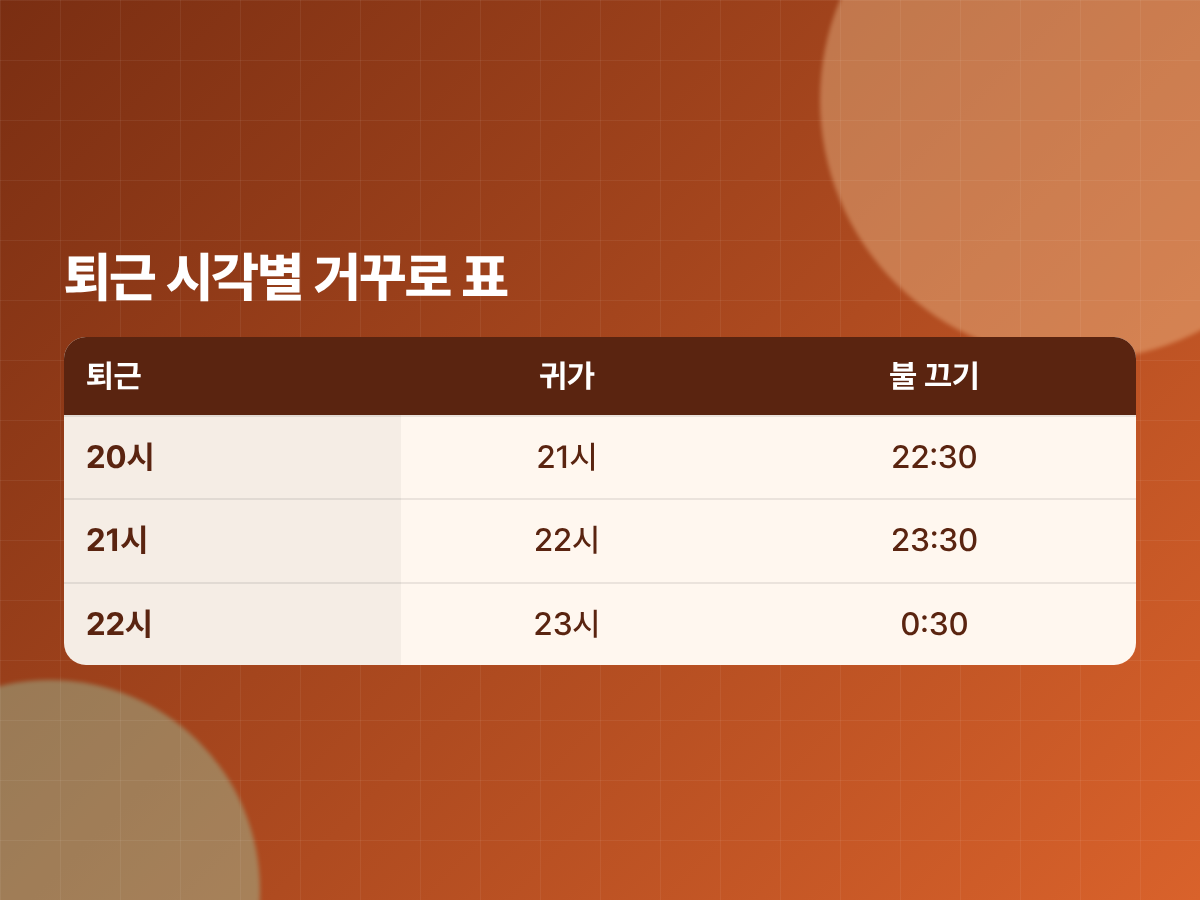 퇴근 시각별 거꾸로 표
퇴근 귀가 불 끄기
20시 21시 22:30
21시 22시 23:30
22시 23시 0:30